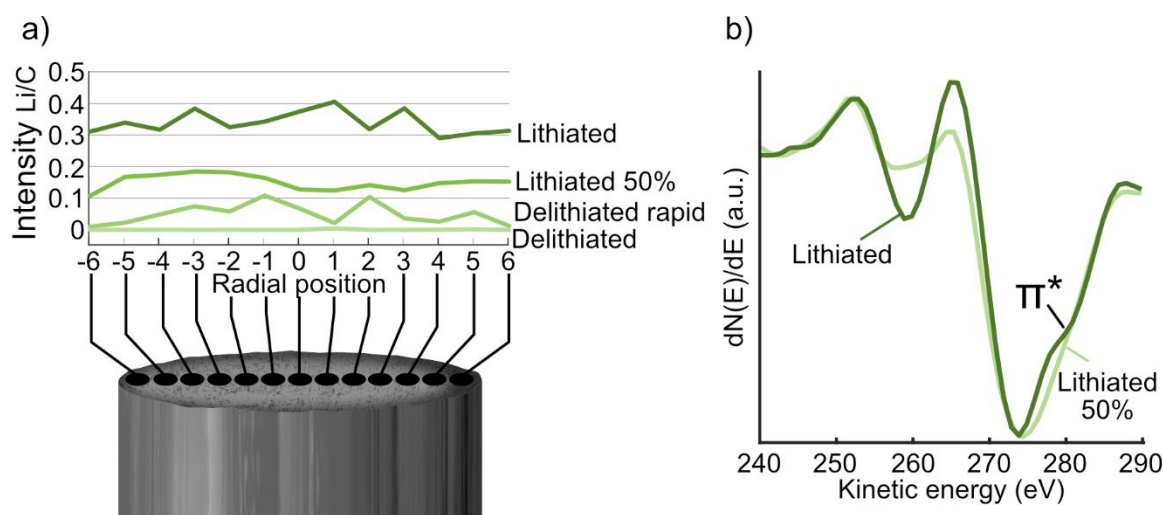 a)
Intensity Li/C
0.5
0.4
0.3
0.2
0.1
0
Lithiated
Lithiated 50%
Delithiated rapid
Delithiated
-6 -5 -4 -3 -2 -1 0 1 2 3 4 5 6
Radial position
b)
dN(E)/dE (a.u.)
Lithiated
π*
Lithiated
50%
240 250 260 270 280 290
Kinetic energy (eV)